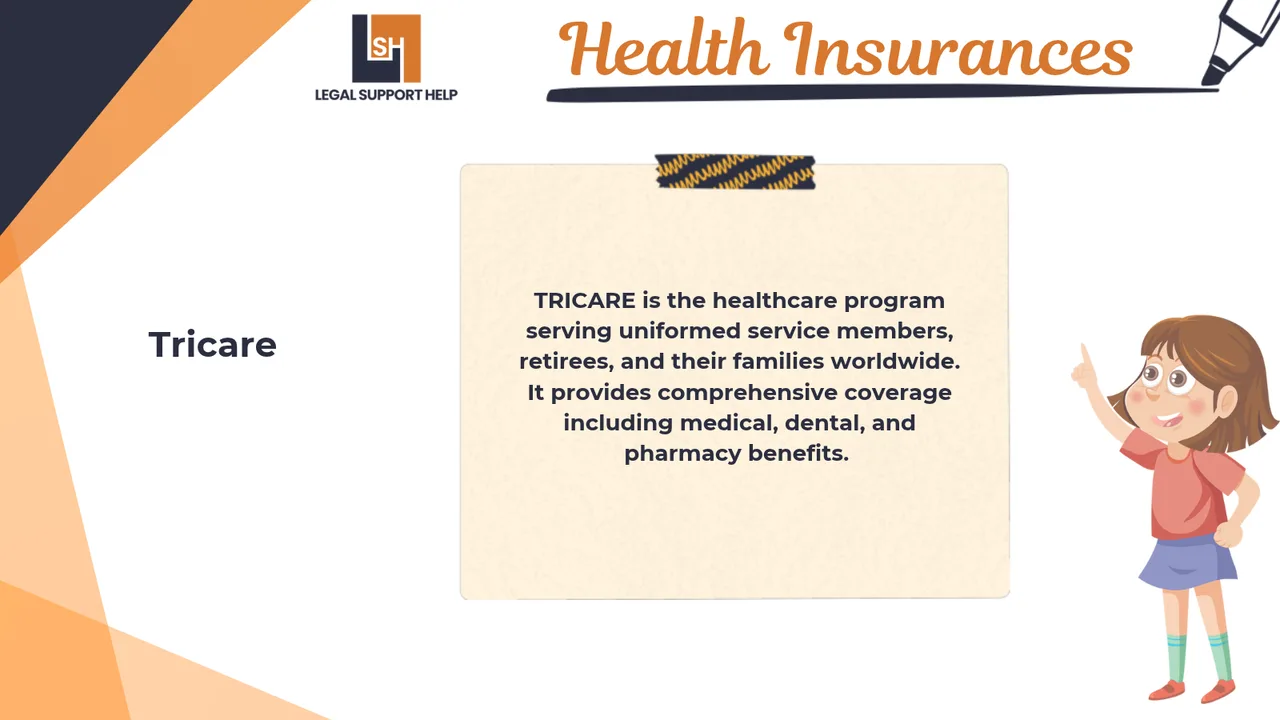 SH
LEGAL SUPPORT HELP
Health Insurances
Tricare
TRICARE is the healthcare program
serving uniformed service members,
retirees, and their families worldwide.
It provides comprehensive coverage
including medical, dental, and
pharmacy benefits.